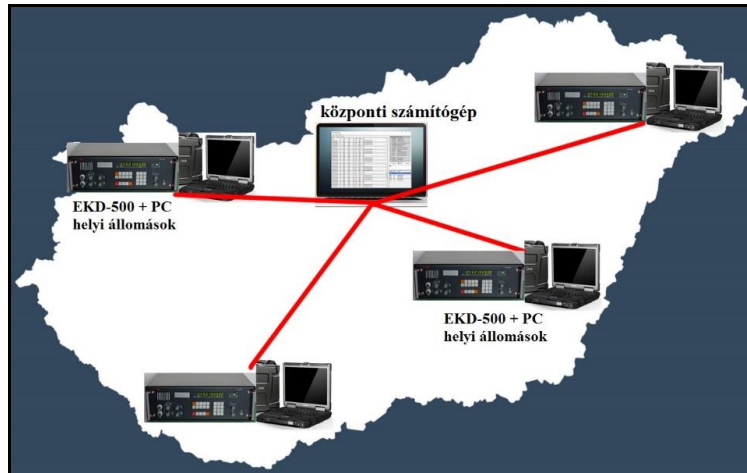 központi számítógép
EKD-500 + PC
helyi állomások
EKD-500 + PC
helyi állomások